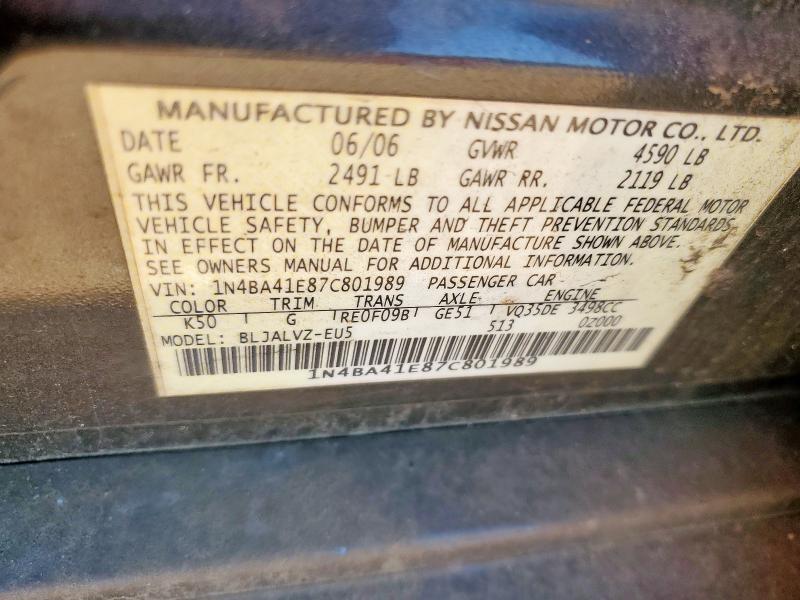 MANUFACTURED BY NISSAN MOTOR CO., LTD.
DATE 06/06 GVWR 4590 LB
GAWR FR. 2491 LB GAWR RR. 2119 LB
THIS VEHICLE CONFORMS TO ALL APPLICABLE FEDERAL MOTOR
VEHICLE SAFETY, BUMPER AND THEFT PREVENTION STANDARDS
IN EFFECT ON THE DATE OF MANUFACTURE SHOWN ABOVE.
SEE OWNERS MANUAL FOR ADDITIONAL INFORMATION.
VIN: 1N4BA41E87C801989 PASSENGER CAR
COLOR TRIM TRANS AXLE ENGINE
K50 G RE0F09B GE51 VQ35DE 3498CC
MODEL: BLJALVZ-EU5 513 02000
1N4BA41E87C801989